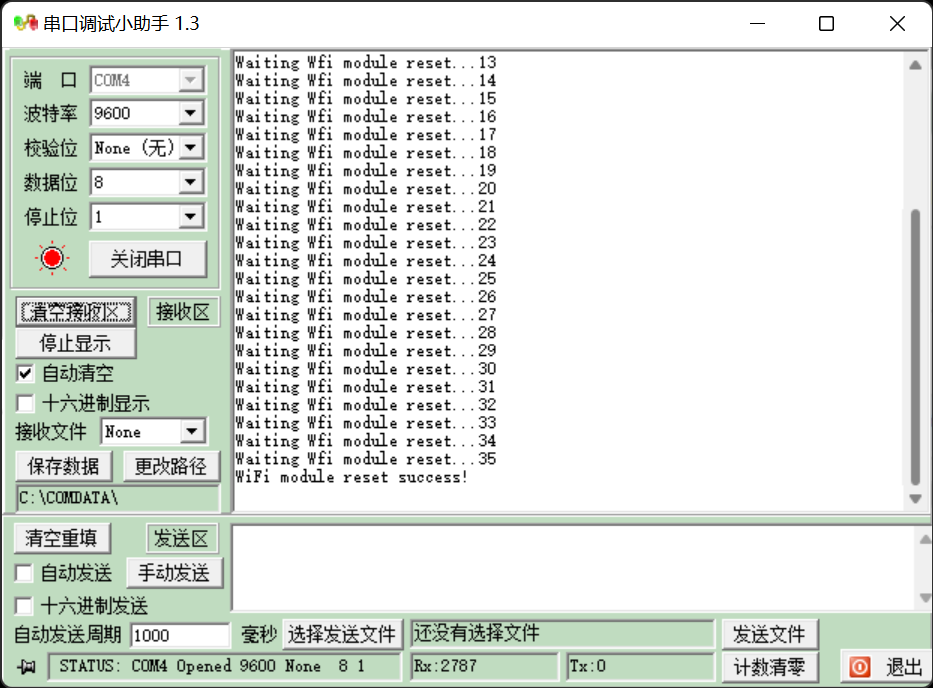 串口调试小助手 1.3
端 口 COM4
波特率 9600
校验位 None (无)
数据位 8
停止位 1
关闭串口
清空接收区 接收区
停止显示
自动清空
十六进制显示
接收文件 None
保存数据 更改路径
C:\COMDATA\
Waiting Wfi module reset...13
Waiting Wfi module reset...14
Waiting Wfi module reset...15
Waiting Wfi module reset...16
Waiting Wfi module reset...17
Waiting Wfi module reset...18
Waiting Wfi module reset...19
Waiting Wfi module reset...20
Waiting Wfi module reset...21
Waiting Wfi module reset...22
Waiting Wfi module reset...23
Waiting Wfi module reset...24
Waiting Wfi module reset...25
Waiting Wfi module reset...26
Waiting Wfi module reset...27
Waiting Wfi module reset...28
Waiting Wfi module reset...29
Waiting Wfi module reset...30
Waiting Wfi module reset...31
Waiting Wfi module reset...32
Waiting Wfi module reset...33
Waiting Wfi module reset...34
Waiting Wfi module reset...35
WiFi module reset success!
清空重填 发送区
自动发送 手动发送
十六进制发送
自动发送周期 1000 毫秒 选择发送文件 还没有选择文件 发送文件
STATUS: COM4 Opened 9600 None 8 1 Rx:2787 Tx:0 计数清零 退出